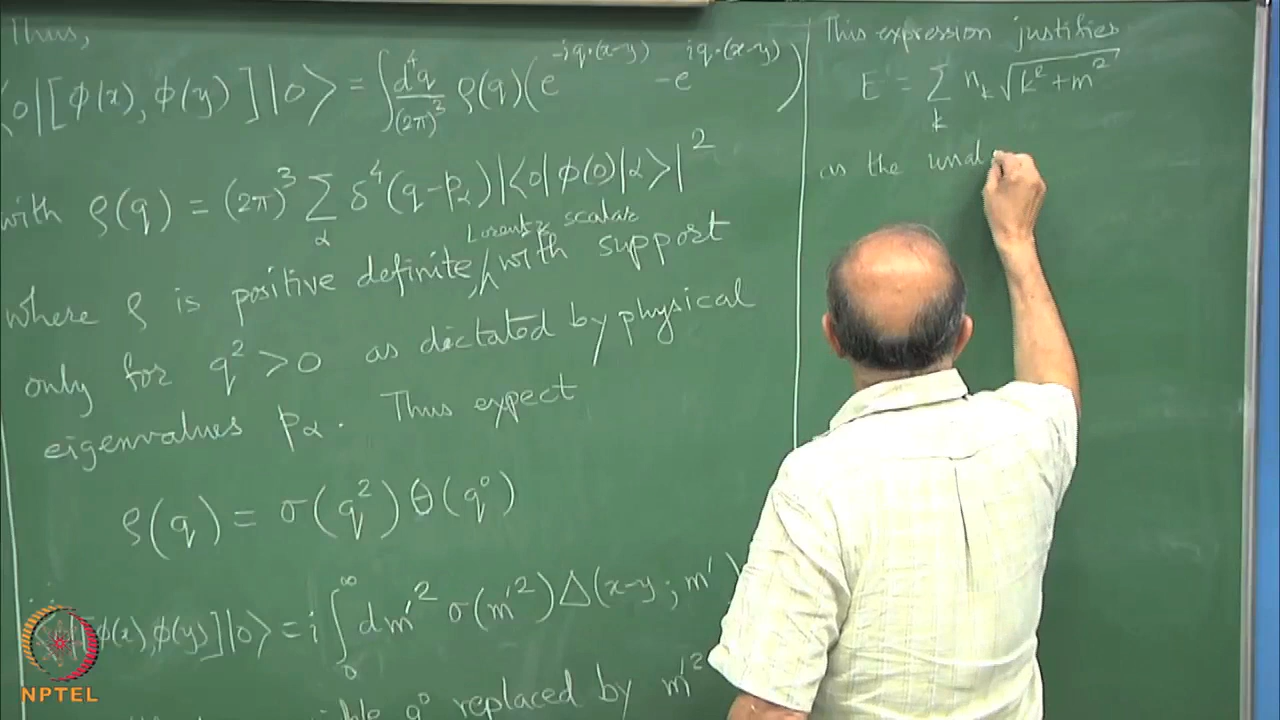 Thus,
⟨0|[φ(x), φ(y)]|0⟩ = ∫ d⁴q/(2π)³ ρ(q)(e^{-iq·(x-y)} - e^{iq·(x-y)})
with ρ(q) = (2π)³ Σ_α δ⁴(q-p_α)|⟨0|φ(0)|α⟩|²
Lorentz scalar
where ρ is positive definite, ∧ with support
only for q² > 0 as dictated by physical
eigenvalues p_α. Thus expect
ρ(q) = σ(q²) θ(q⁰)
∴ [φ(x), φ(y)]|0⟩ = i ∫₀^∞ dm'² σ(m'²) Δ(x-y; m')
q⁰ replaced by m'²
This expression justifies
E = Σ_k n_k √(k² + m²)
as the
NPTEL